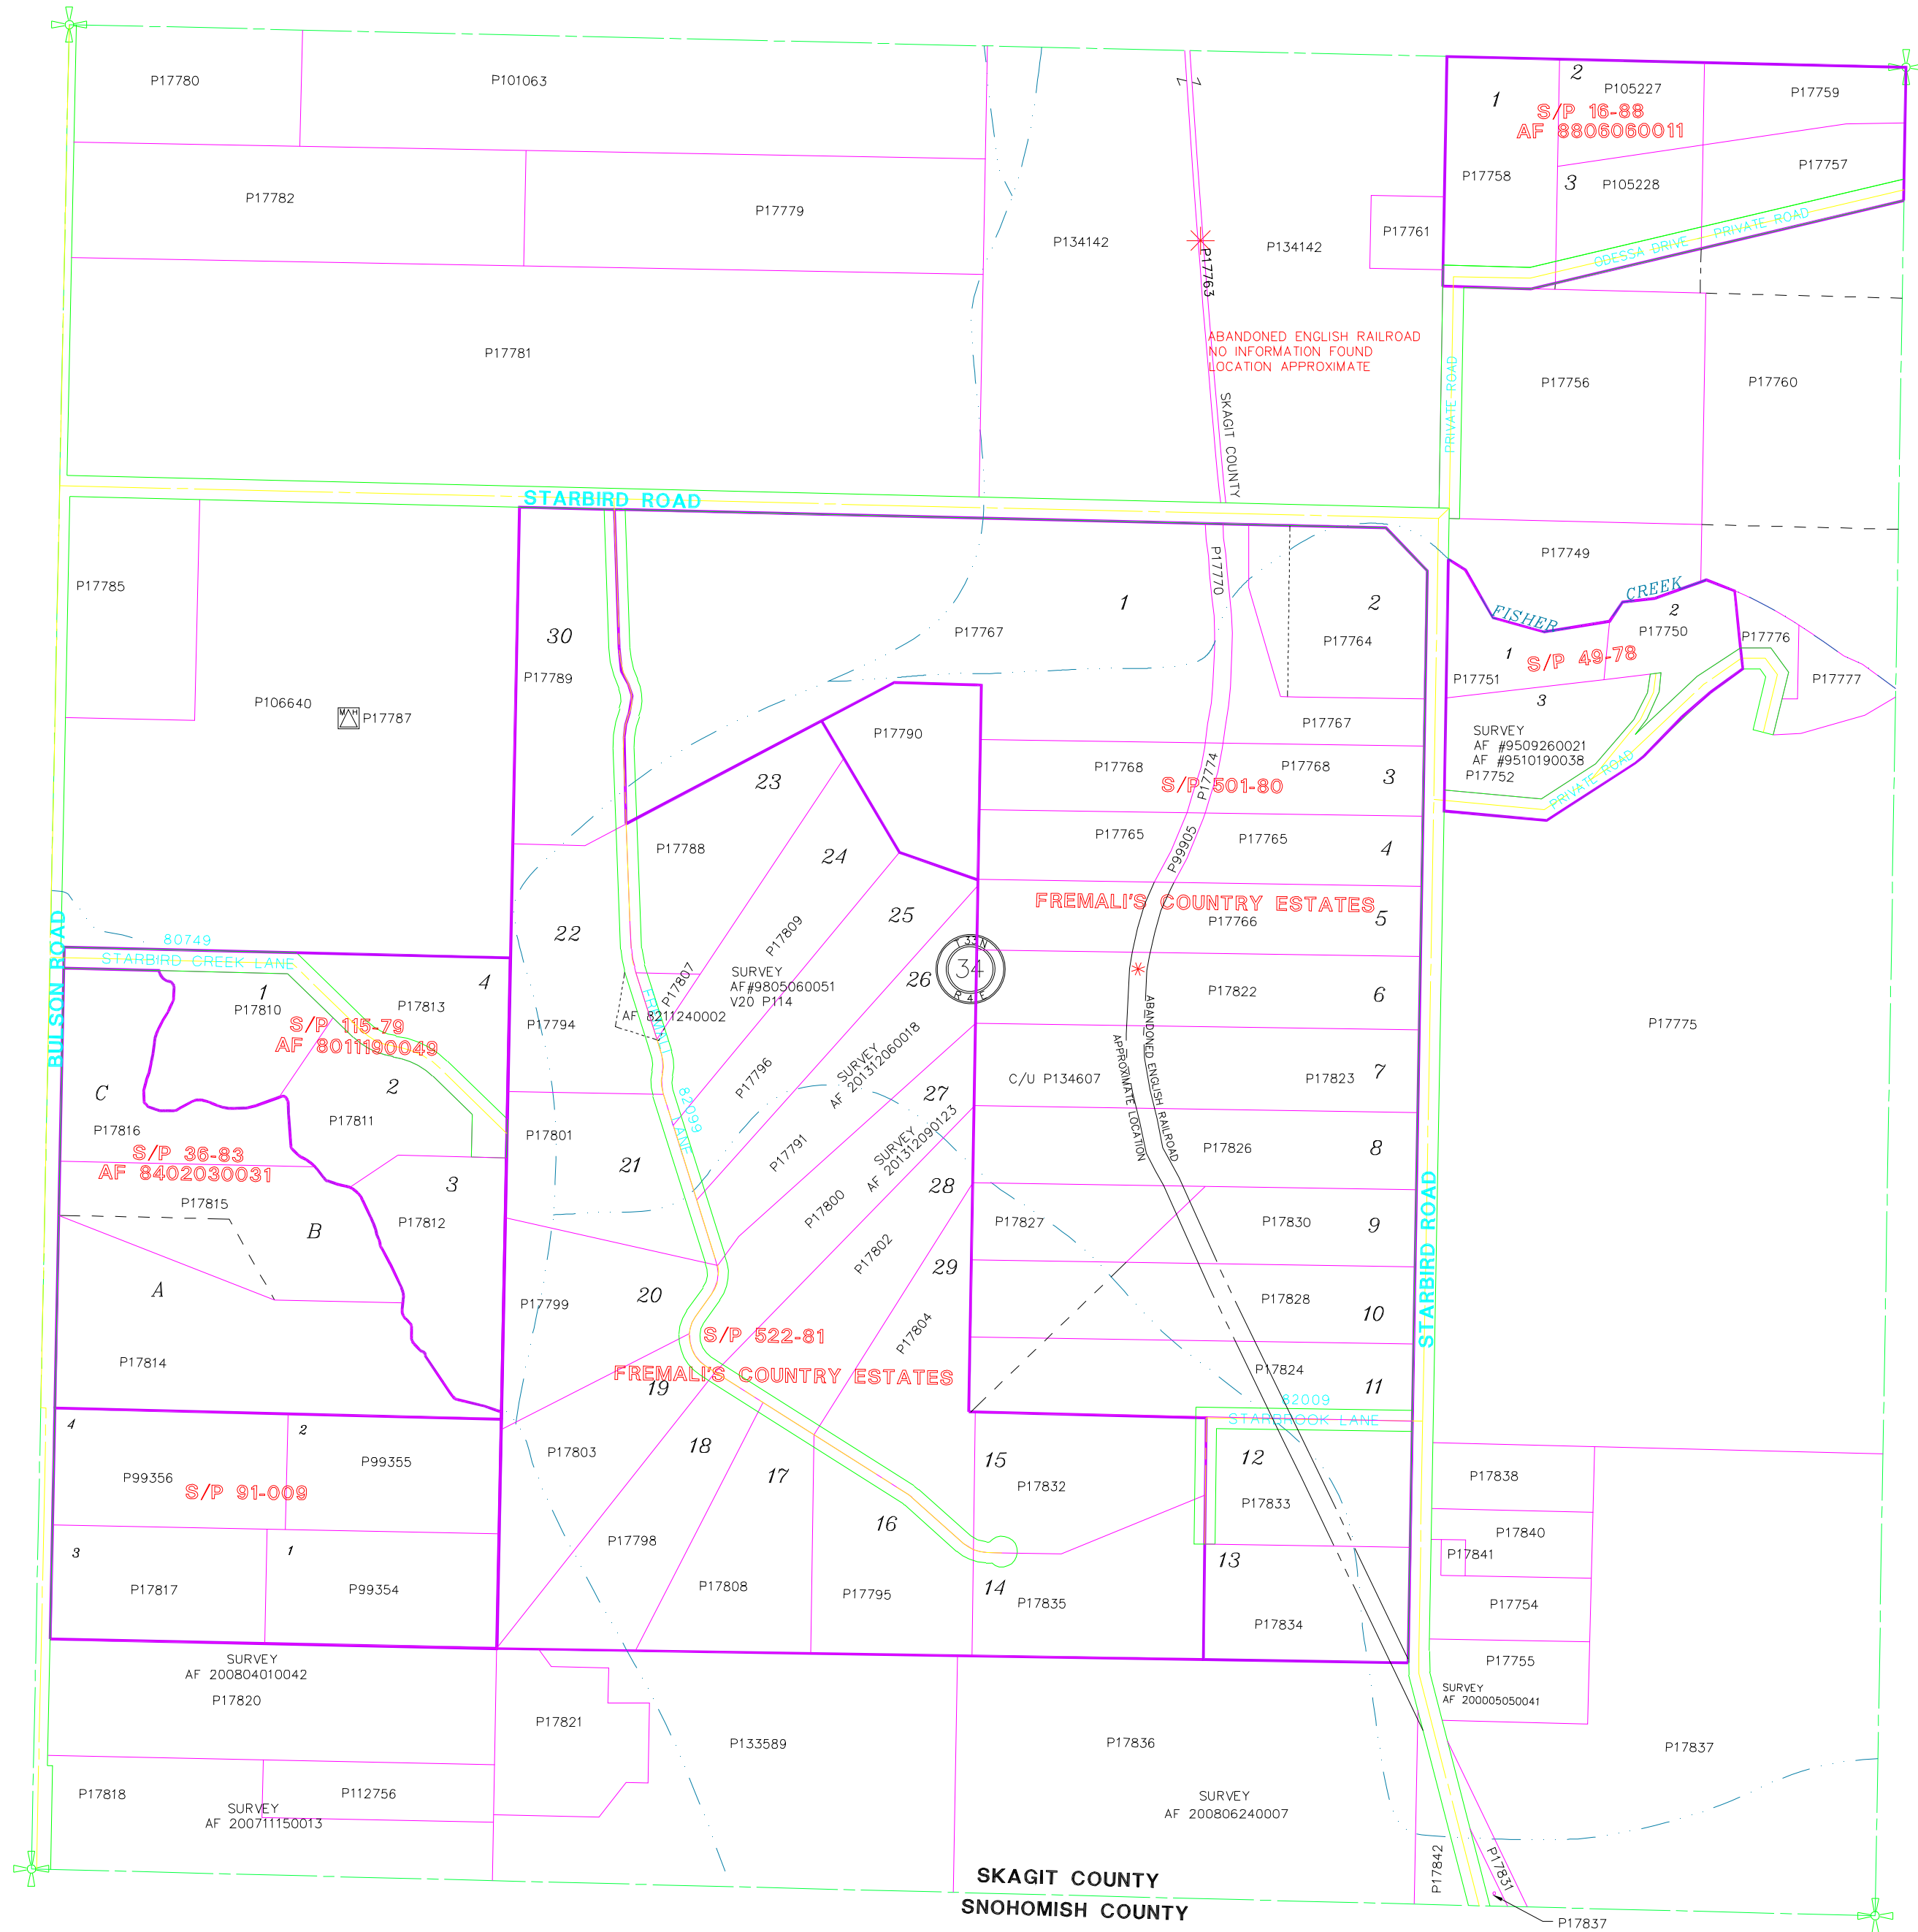 P17780
P101063
P17782
P17779
P17781
P134142
P134142
P17763
P17761
ABANDONED ENGLISH RAILROAD
NO INFORMATION FOUND
LOCATION APPROXIMATE
SKAGIT COUNTY
1
2
P105227
P17759
S/P 16-88
AF 8806060011
P17758
3
P105228
P17757
ODESSA DRIVE PRIVATE ROAD
PRIVATE ROAD
P17756
P17760
STARBIRD ROAD
P17785
P106640
M H
P17787
30
P17789
1
P17767
P17770
2
P17764
P17767
P17749
FISHER
CREEK
2
P17750
1
S/P 49-78
P17751
P17776
P17777
3
SURVEY
AF #9509260021
AF #9510190038
P17752
PRIVATE ROAD
P17790
23
P17788
P17768
P17774
P17768
3
S/P 501-80
P17765
P99905
P17765
4
24
FREMALI'S COUNTRY ESTATES
5
P17766
25
P17809
22
T 33 N
34
R 4 E
26
P17807
SURVEY
AF#9805060051
V20 P114
AF 8211240002
P17822
6
BULSON ROAD
80749
STARBIRD CREEK LANE
1
P17810
4
P17813
S/P 115-79
AF 8011190049
2
C
P17816
P17811
S/P 36-83
AF 8402030031
P17815
3
P17812
B
A
P17814
P17794
82099
LANE
P17796
SURVEY
AF 201312060018
27
C/U P134607
APPROXIMATE LOCATION
ABANDONED ENGLISH RAILROAD
P17823
7
P17775
P17801
21
P17791
SURVEY
AF 201312090123
P17826
8
28
P17800
P17827
P17830
9
STARBIRD ROAD
P17802
29
P17799
20
P17828
10
P17804
S/P 522-81
FREMALI'S COUNTRY ESTATES
19
P17824
11
82009
STARBROOK LANE
4
2
P99356
P99355
S/P 91-009
3
1
P17817
P99354
P17803
18
17
15
P17832
12
P17833
16
13
P17798
P17808
P17795
14
P17835
P17834
P17838
P17840
P17841
P17754
P17755
SURVEY
AF 200005050041
SURVEY
AF 200804010042
P17820
P17821
P133589
P17836
P17837
P17818
P112756
SURVEY
AF 200711150013
SURVEY
AF 200806240007
P17842
P17831
SKAGIT COUNTY
SNOHOMISH COUNTY
P17837